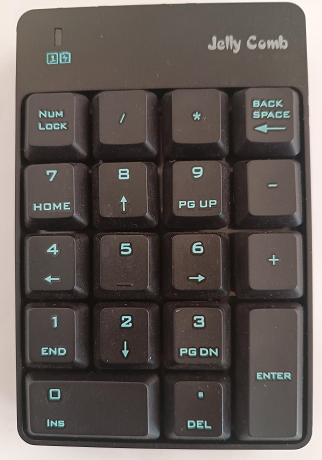 Jelly Comb
1
Num
Lock
/
*
BACK
SPACE
←
7
HOME
8
↑
9
PG UP
-
4
←
5
_
6
→
+
1
END
2
↓
3
PG DN
ENTER
0
Ins
.
DEL